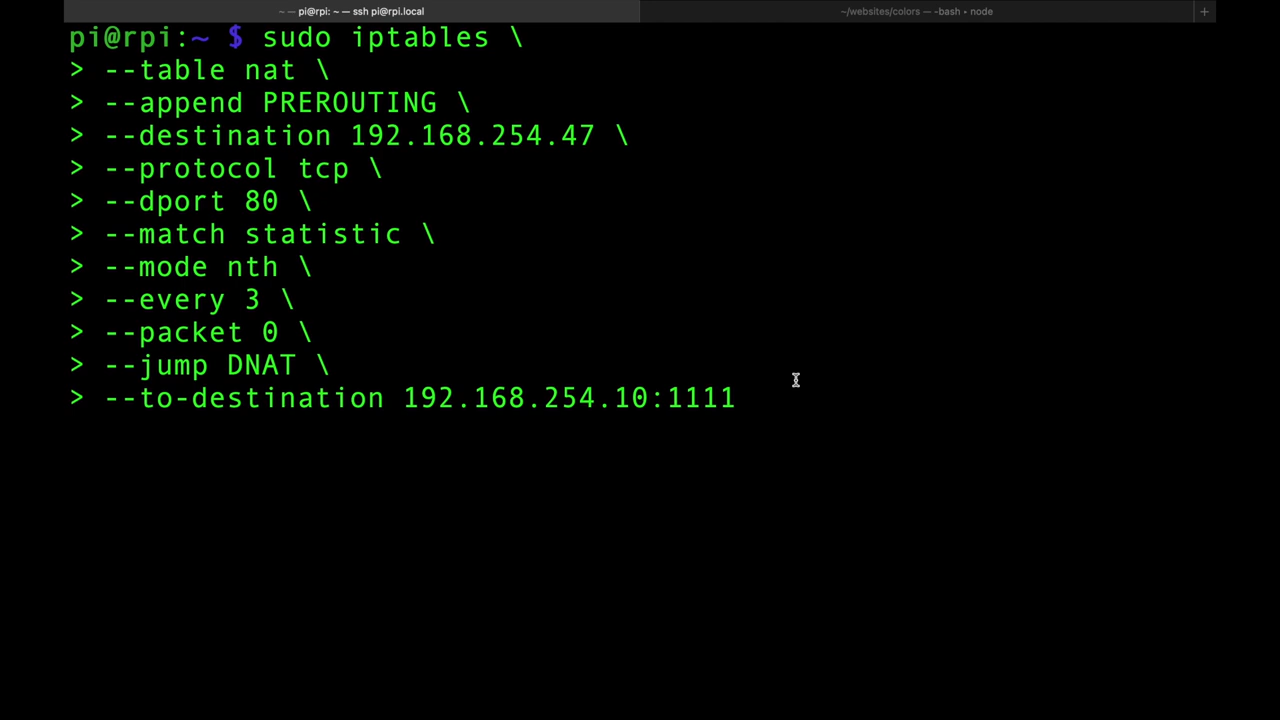 ~ — pi@rpi: ~ — ssh pi@rpi.local
~/websites/colors — -bash • node
+
pi@rpi:~ $ sudo iptables \
> --table nat \
> --append PREROUTING \
> --destination 192.168.254.47 \
> --protocol tcp \
> --dport 80 \
> --match statistic \
> --mode nth \
> --every 3 \
> --packet 0 \
> --jump DNAT \
> --to-destination 192.168.254.10:1111